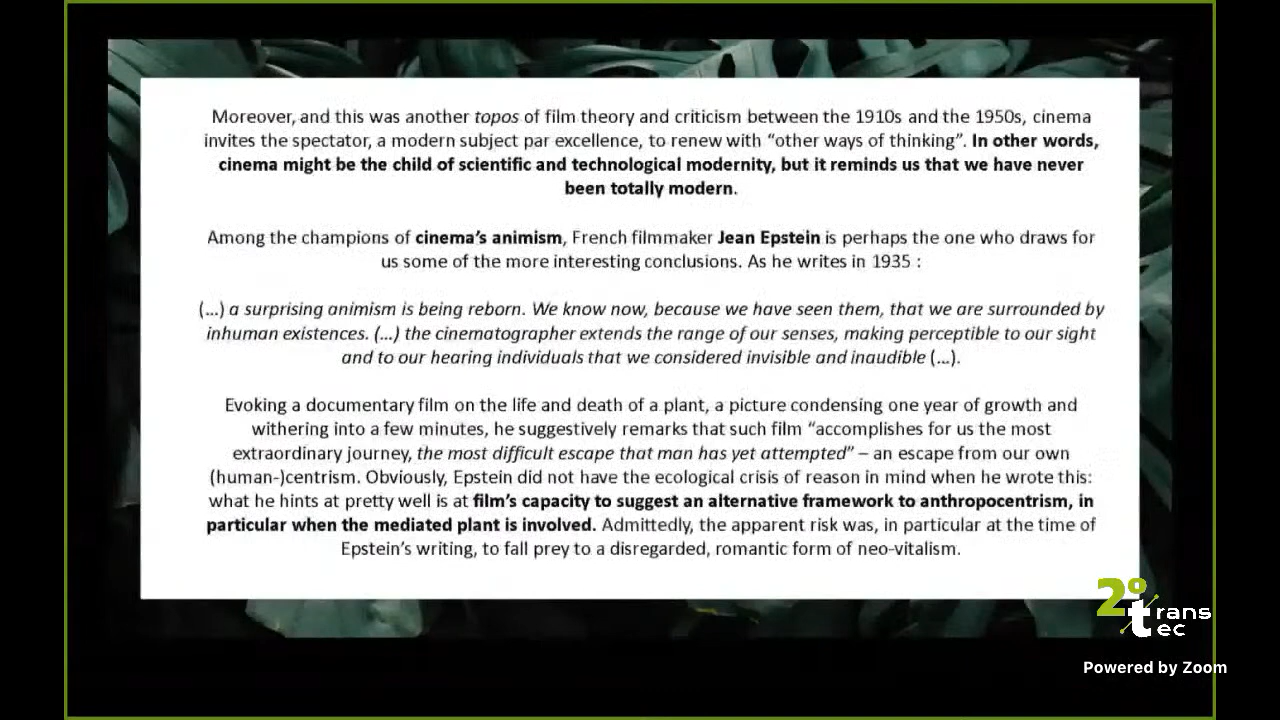 Moreover, and this was another topos of film theory and criticism between the 1910s and the 1950s, cinema
invites the spectator, a modern subject par excellence, to renew with “other ways of thinking”. In other words,
cinema might be the child of scientific and technological modernity, but it reminds us that we have never
been totally modern.
Among the champions of cinema’s animism, French filmmaker Jean Epstein is perhaps the one who draws for
us some of the more interesting conclusions. As he writes in 1935 :
(…) a surprising animism is being reborn. We know now, because we have seen them, that we are surrounded by
inhuman existences. (…) the cinematographer extends the range of our senses, making perceptible to our sight
and to our hearing individuals that we considered invisible and inaudible (…).
Evoking a documentary film on the life and death of a plant, a picture condensing one year of growth and
withering into a few minutes, he suggestively remarks that such film “accomplishes for us the most
extraordinary journey, the most difficult escape that man has yet attempted” – an escape from our own
(human-)centrism. Obviously, Epstein did not have the ecological crisis of reason in mind when he wrote this:
what he hints at pretty well is at film’s capacity to suggest an alternative framework to anthropocentrism, in
particular when the mediated plant is involved. Admittedly, the apparent risk was, in particular at the time of
Epstein’s writing, to fall prey to a disregarded, romantic form of neo-vitalism.
2º
trans
tec
Powered by Zoom